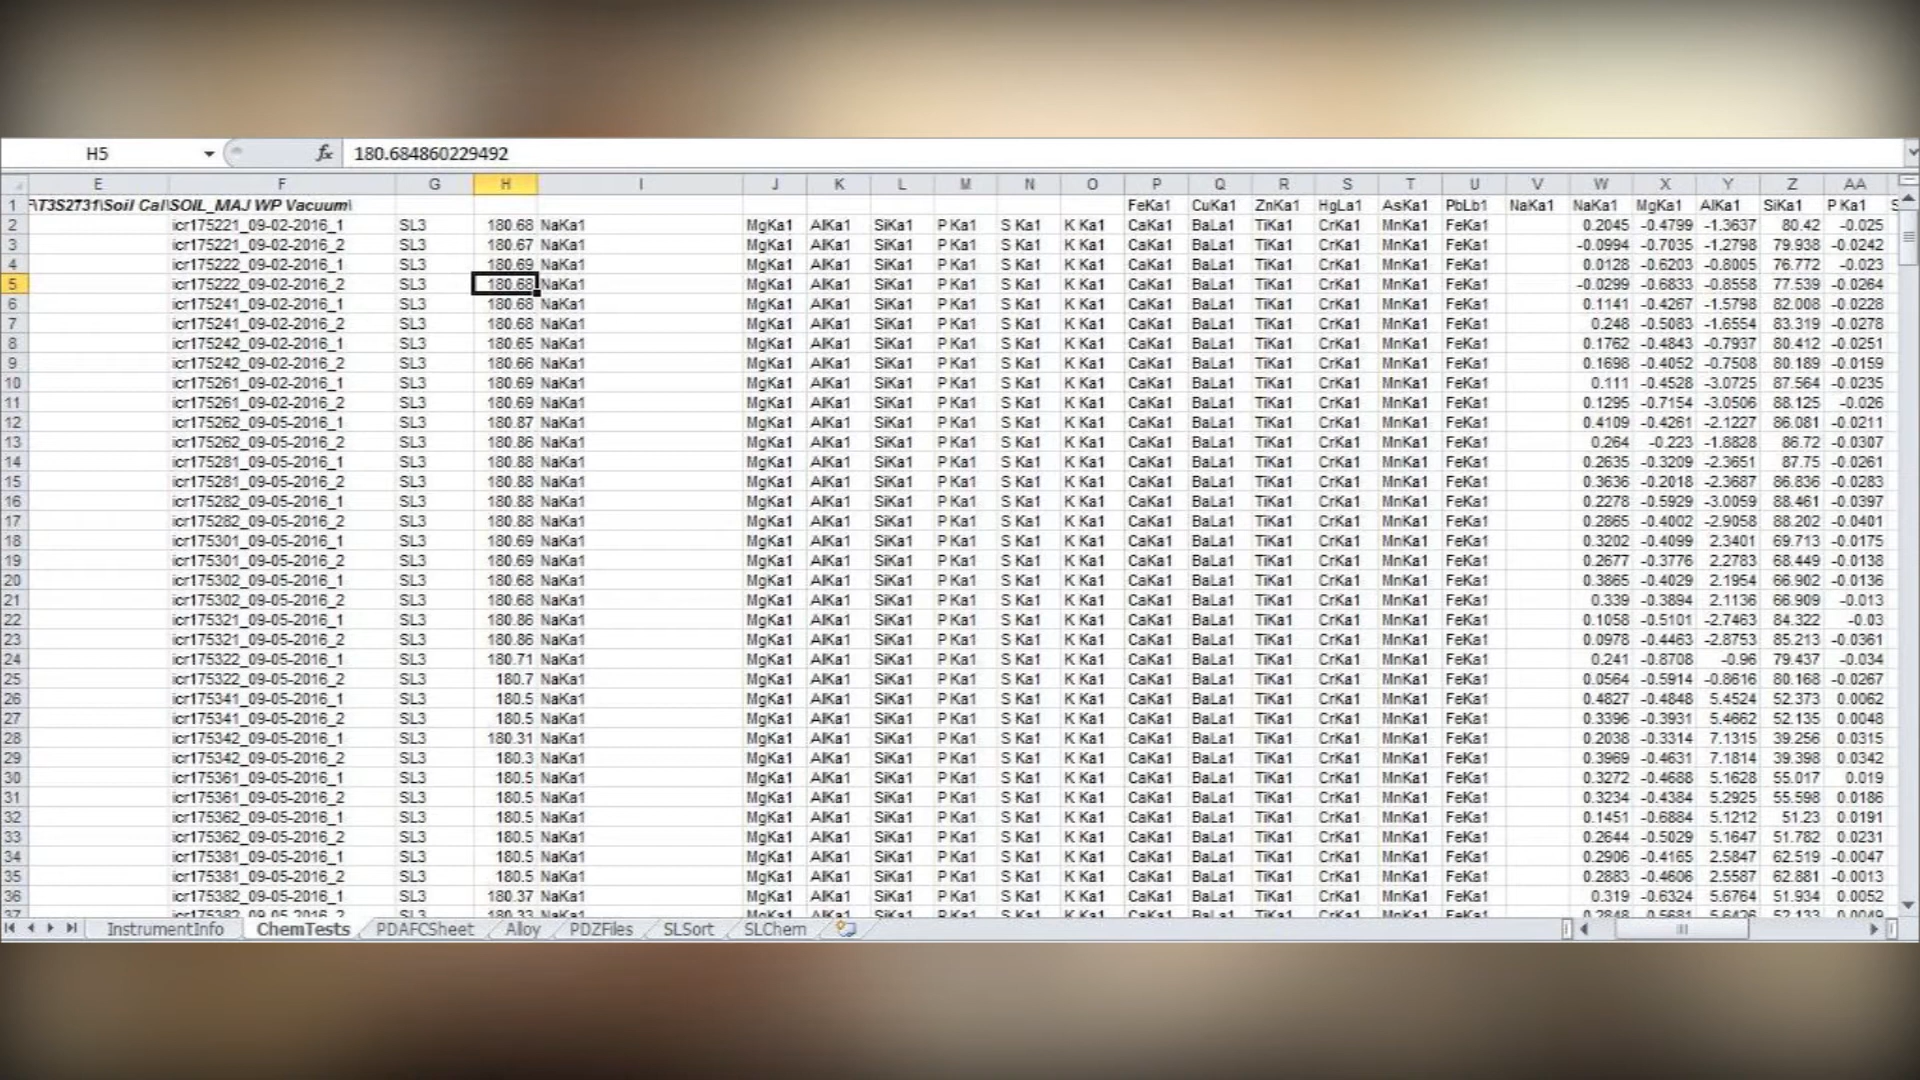 H5 fx 180.684860229492
E F G H I J K L M N O P Q R S T U V W X Y Z AA
1 \T3S2731\Soil Cal\SOIL_MAJ WP Vacuum\ FeKa1 CuKa1 ZnKa1 HgLa1 AsKa1 PbLb1 NaKa1 NaKa1 MgKa1 AlKa1 SiKa1 P Ka1 S
2 icr175221_09-02-2016_1 SL3 180.68 NaKa1 MgKa1 AlKa1 SiKa1 P Ka1 S Ka1 K Ka1 CaKa1 BaLa1 TiKa1 CrKa1 MnKa1 FeKa1 0.2045 -0.4799 -1.3637 80.42 -0.025
3 icr175221_09-02-2016_2 SL3 180.67 NaKa1 MgKa1 AlKa1 SiKa1 P Ka1 S Ka1 K Ka1 CaKa1 BaLa1 TiKa1 CrKa1 MnKa1 FeKa1 -0.0994 -0.7035 -1.2798 79.938 -0.0242
4 icr175222_09-02-2016_1 SL3 180.69 NaKa1 MgKa1 AlKa1 SiKa1 P Ka1 S Ka1 K Ka1 CaKa1 BaLa1 TiKa1 CrKa1 MnKa1 FeKa1 0.0128 -0.6203 -0.8005 76.772 -0.023
5 icr175222_09-02-2016_2 SL3 180.68 NaKa1 MgKa1 AlKa1 SiKa1 P Ka1 S Ka1 K Ka1 CaKa1 BaLa1 TiKa1 CrKa1 MnKa1 FeKa1 -0.0299 -0.6833 -0.8558 77.539 -0.0264
6 icr175241_09-02-2016_1 SL3 180.68 NaKa1 MgKa1 AlKa1 SiKa1 P Ka1 S Ka1 K Ka1 CaKa1 BaLa1 TiKa1 CrKa1 MnKa1 FeKa1 0.1141 -0.4267 -1.5798 82.008 -0.0228
7 icr175241_09-02-2016_2 SL3 180.68 NaKa1 MgKa1 AlKa1 SiKa1 P Ka1 S Ka1 K Ka1 CaKa1 BaLa1 TiKa1 CrKa1 MnKa1 FeKa1 0.248 -0.5083 -1.6554 83.319 -0.0278
8 icr175242_09-02-2016_1 SL3 180.65 NaKa1 MgKa1 AlKa1 SiKa1 P Ka1 S Ka1 K Ka1 CaKa1 BaLa1 TiKa1 CrKa1 MnKa1 FeKa1 0.1762 -0.4843 -0.7937 80.412 -0.0251
9 icr175242_09-02-2016_2 SL3 180.66 NaKa1 MgKa1 AlKa1 SiKa1 P Ka1 S Ka1 K Ka1 CaKa1 BaLa1 TiKa1 CrKa1 MnKa1 FeKa1 0.1698 -0.4052 -0.7508 80.189 -0.0159
10 icr175261_09-02-2016_1 SL3 180.69 NaKa1 MgKa1 AlKa1 SiKa1 P Ka1 S Ka1 K Ka1 CaKa1 BaLa1 TiKa1 CrKa1 MnKa1 FeKa1 0.111 -0.4528 -3.0725 87.564 -0.0235
11 icr175261_09-02-2016_2 SL3 180.69 NaKa1 MgKa1 AlKa1 SiKa1 P Ka1 S Ka1 K Ka1 CaKa1 BaLa1 TiKa1 CrKa1 MnKa1 FeKa1 0.1295 -0.7154 -3.0506 88.125 -0.026
12 icr175262_09-05-2016_1 SL3 180.87 NaKa1 MgKa1 AlKa1 SiKa1 P Ka1 S Ka1 K Ka1 CaKa1 BaLa1 TiKa1 CrKa1 MnKa1 FeKa1 0.4109 -0.4261 -2.1227 86.081 -0.0211
13 icr175262_09-05-2016_2 SL3 180.86 NaKa1 MgKa1 AlKa1 SiKa1 P Ka1 S Ka1 K Ka1 CaKa1 BaLa1 TiKa1 CrKa1 MnKa1 FeKa1 0.264 -0.223 -1.8828 86.72 -0.0307
14 icr175281_09-05-2016_1 SL3 180.88 NaKa1 MgKa1 AlKa1 SiKa1 P Ka1 S Ka1 K Ka1 CaKa1 BaLa1 TiKa1 CrKa1 MnKa1 FeKa1 0.2635 -0.3209 -2.3651 87.75 -0.0261
15 icr175281_09-05-2016_2 SL3 180.88 NaKa1 MgKa1 AlKa1 SiKa1 P Ka1 S Ka1 K Ka1 CaKa1 BaLa1 TiKa1 CrKa1 MnKa1 FeKa1 0.3636 -0.2018 -2.3687 86.836 -0.0283
16 icr175282_09-05-2016_1 SL3 180.88 NaKa1 MgKa1 AlKa1 SiKa1 P Ka1 S Ka1 K Ka1 CaKa1 BaLa1 TiKa1 CrKa1 MnKa1 FeKa1 0.2278 -0.5929 -3.0059 88.461 -0.0397
17 icr175282_09-05-2016_2 SL3 180.88 NaKa1 MgKa1 AlKa1 SiKa1 P Ka1 S Ka1 K Ka1 CaKa1 BaLa1 TiKa1 CrKa1 MnKa1 FeKa1 0.2865 -0.4002 -2.9058 88.202 -0.0401
18 icr175301_09-05-2016_1 SL3 180.69 NaKa1 MgKa1 AlKa1 SiKa1 P Ka1 S Ka1 K Ka1 CaKa1 BaLa1 TiKa1 CrKa1 MnKa1 FeKa1 0.3202 -0.4099 2.3401 69.713 -0.0175
19 icr175301_09-05-2016_2 SL3 180.69 NaKa1 MgKa1 AlKa1 SiKa1 P Ka1 S Ka1 K Ka1 CaKa1 BaLa1 TiKa1 CrKa1 MnKa1 FeKa1 0.2677 -0.3776 2.2783 68.449 -0.0138
20 icr175302_09-05-2016_1 SL3 180.68 NaKa1 MgKa1 AlKa1 SiKa1 P Ka1 S Ka1 K Ka1 CaKa1 BaLa1 TiKa1 CrKa1 MnKa1 FeKa1 0.3865 -0.4029 2.1954 66.902 -0.0136
21 icr175302_09-05-2016_2 SL3 180.68 NaKa1 MgKa1 AlKa1 SiKa1 P Ka1 S Ka1 K Ka1 CaKa1 BaLa1 TiKa1 CrKa1 MnKa1 FeKa1 0.339 -0.3894 2.1136 66.909 -0.013
22 icr175321_09-05-2016_1 SL3 180.86 NaKa1 MgKa1 AlKa1 SiKa1 P Ka1 S Ka1 K Ka1 CaKa1 BaLa1 TiKa1 CrKa1 MnKa1 FeKa1 0.1058 -0.5101 -2.7463 84.322 -0.03
23 icr175321_09-05-2016_2 SL3 180.86 NaKa1 MgKa1 AlKa1 SiKa1 P Ka1 S Ka1 K Ka1 CaKa1 BaLa1 TiKa1 CrKa1 MnKa1 FeKa1 0.0978 -0.4463 -2.8753 85.213 -0.0361
24 icr175322_09-05-2016_1 SL3 180.71 NaKa1 MgKa1 AlKa1 SiKa1 P Ka1 S Ka1 K Ka1 CaKa1 BaLa1 TiKa1 CrKa1 MnKa1 FeKa1 0.241 -0.8708 -0.96 79.437 -0.034
25 icr175322_09-05-2016_2 SL3 180.7 NaKa1 MgKa1 AlKa1 SiKa1 P Ka1 S Ka1 K Ka1 CaKa1 BaLa1 TiKa1 CrKa1 MnKa1 FeKa1 0.0564 -0.5914 -0.8616 80.168 -0.0267
26 icr175341_09-05-2016_1 SL3 180.5 NaKa1 MgKa1 AlKa1 SiKa1 P Ka1 S Ka1 K Ka1 CaKa1 BaLa1 TiKa1 CrKa1 MnKa1 FeKa1 0.4827 -0.4848 5.4524 52.373 0.0062
27 icr175341_09-05-2016_2 SL3 180.5 NaKa1 MgKa1 AlKa1 SiKa1 P Ka1 S Ka1 K Ka1 CaKa1 BaLa1 TiKa1 CrKa1 MnKa1 FeKa1 0.3396 -0.3931 5.4662 52.135 0.0048
28 icr175342_09-05-2016_1 SL3 180.31 NaKa1 MgKa1 AlKa1 SiKa1 P Ka1 S Ka1 K Ka1 CaKa1 BaLa1 TiKa1 CrKa1 MnKa1 FeKa1 0.2038 -0.3314 7.1315 39.256 0.0315
29 icr175342_09-05-2016_2 SL3 180.3 NaKa1 MgKa1 AlKa1 SiKa1 P Ka1 S Ka1 K Ka1 CaKa1 BaLa1 TiKa1 CrKa1 MnKa1 FeKa1 0.3969 -0.4631 7.1814 39.398 0.0342
30 icr175361_09-05-2016_1 SL3 180.5 NaKa1 MgKa1 AlKa1 SiKa1 P Ka1 S Ka1 K Ka1 CaKa1 BaLa1 TiKa1 CrKa1 MnKa1 FeKa1 0.3272 -0.4688 5.1628 55.017 0.019
31 icr175361_09-05-2016_2 SL3 180.5 NaKa1 MgKa1 AlKa1 SiKa1 P Ka1 S Ka1 K Ka1 CaKa1 BaLa1 TiKa1 CrKa1 MnKa1 FeKa1 0.3234 -0.4384 5.2925 55.598 0.0186
32 icr175362_09-05-2016_1 SL3 180.5 NaKa1 MgKa1 AlKa1 SiKa1 P Ka1 S Ka1 K Ka1 CaKa1 BaLa1 TiKa1 CrKa1 MnKa1 FeKa1 0.1451 -0.6884 5.1212 51.23 0.0191
33 icr175362_09-05-2016_2 SL3 180.5 NaKa1 MgKa1 AlKa1 SiKa1 P Ka1 S Ka1 K Ka1 CaKa1 BaLa1 TiKa1 CrKa1 MnKa1 FeKa1 0.2644 -0.5029 5.1647 51.782 0.0231
34 icr175381_09-05-2016_1 SL3 180.5 NaKa1 MgKa1 AlKa1 SiKa1 P Ka1 S Ka1 K Ka1 CaKa1 BaLa1 TiKa1 CrKa1 MnKa1 FeKa1 0.2906 -0.4165 2.5847 62.519 -0.0047
35 icr175381_09-05-2016_2 SL3 180.5 NaKa1 MgKa1 AlKa1 SiKa1 P Ka1 S Ka1 K Ka1 CaKa1 BaLa1 TiKa1 CrKa1 MnKa1 FeKa1 0.2883 -0.4606 2.5587 62.881 -0.0013
36 icr175382_09-05-2016_1 SL3 180.37 NaKa1 MgKa1 AlKa1 SiKa1 P Ka1 S Ka1 K Ka1 CaKa1 BaLa1 TiKa1 CrKa1 MnKa1 FeKa1 0.319 -0.6324 5.6764 51.934 0.0052
37 icr175382_09-05-2016_2 SL3 180.33 NaKa1 MgKa1 AlKa1 SiKa1 P Ka1 S Ka1 K Ka1 CaKa1 BaLa1 TiKa1 CrKa1 MnKa1 FeKa1
InstrumentInfo ChemTests PDAFCSheet Alloy PDZFiles SLSort SLChem